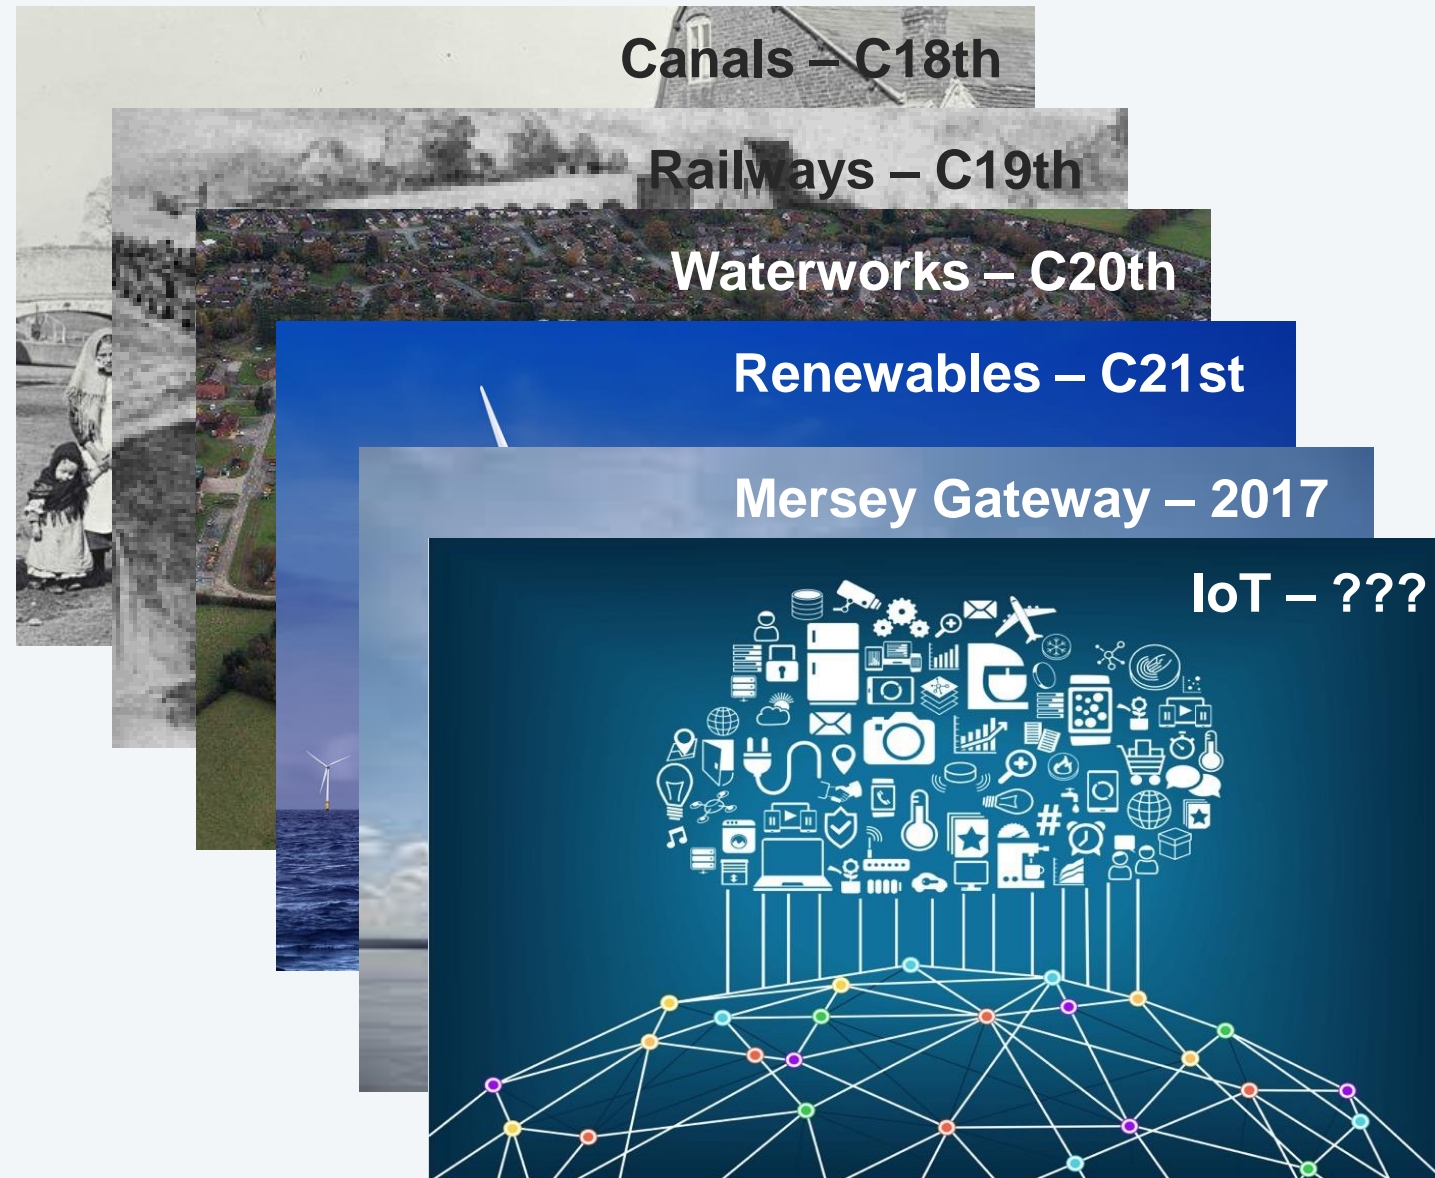 Canals – C18th
Railways – C19th
Waterworks – C20th
Renewables – C21st
Mersey Gateway – 2017
IoT – ???
#